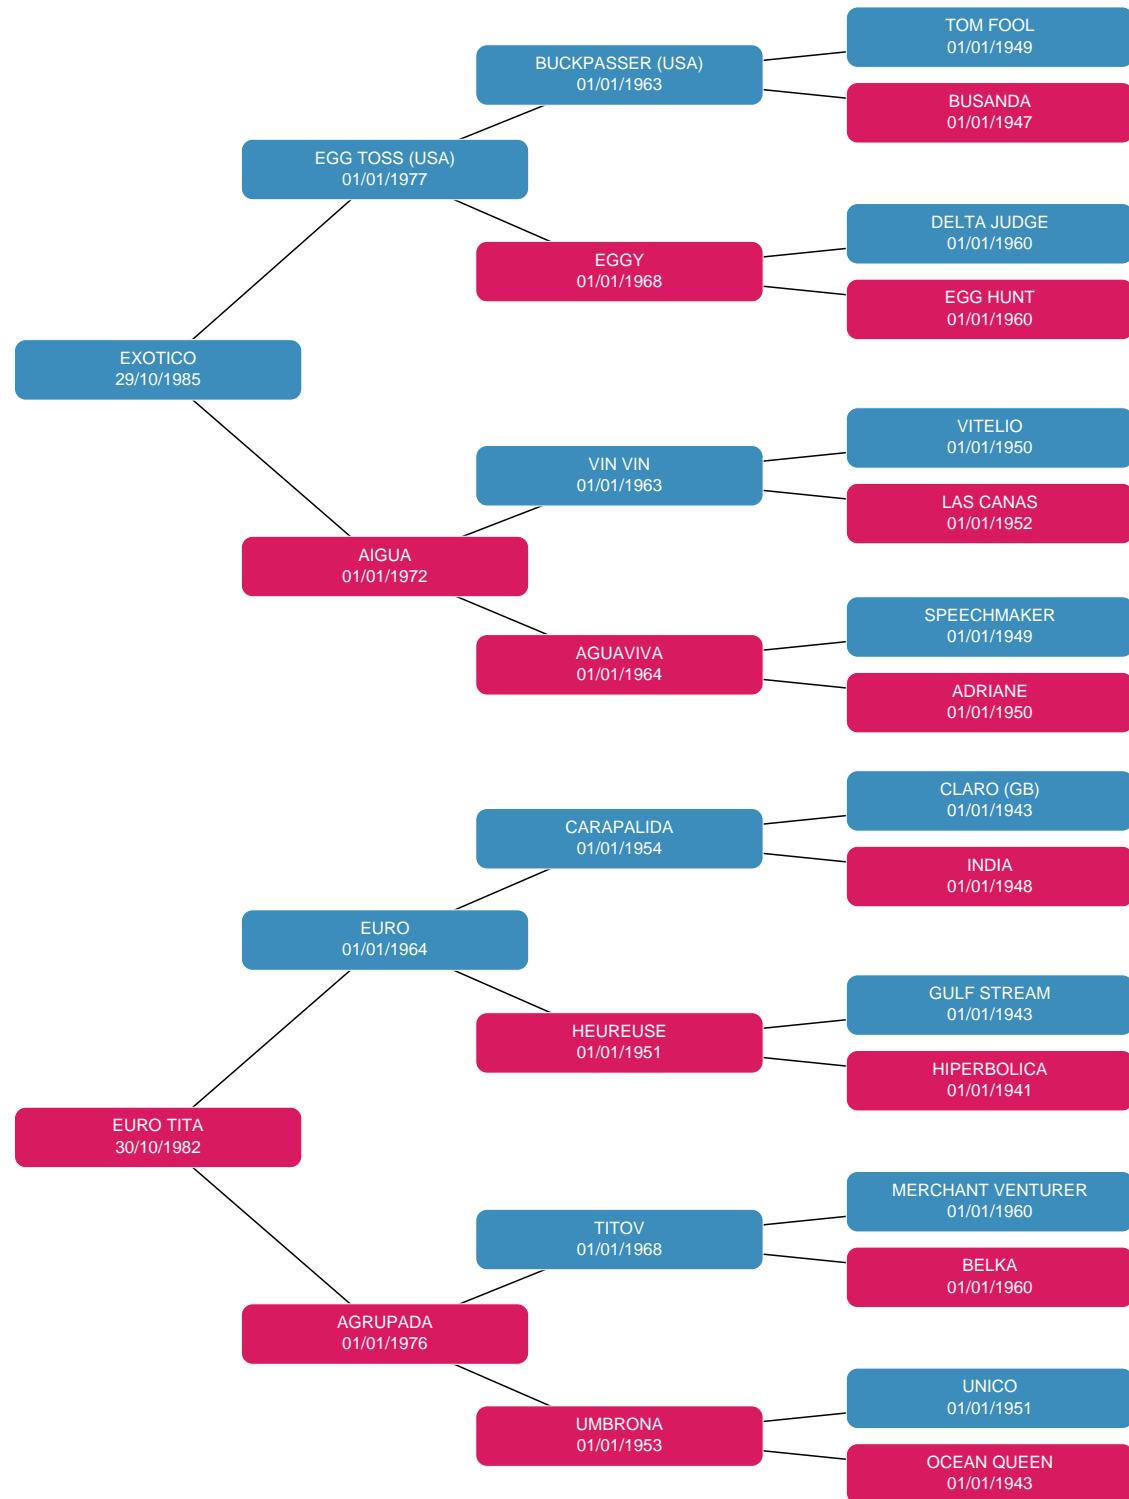 TOM FOOL
01/01/1949
BUCKPASSER (USA)
01/01/1963
BUSANDA
01/01/1947
EGG TOSS (USA)
01/01/1977
DELTA JUDGE
01/01/1960
EGGY
01/01/1968
EGG HUNT
01/01/1960
EXOTICO
29/10/1985
VITELIO
01/01/1950
VIN VIN
01/01/1963
LAS CANAS
01/01/1952
AIGUA
01/01/1972
SPEECHMAKER
01/01/1949
AGUAVIVA
01/01/1964
ADRIANE
01/01/1950
CLARO (GB)
01/01/1943
CARAPALIDA
01/01/1954
INDIA
01/01/1948
EURO
01/01/1964
GULF STREAM
01/01/1943
HEUREUSE
01/01/1951
HIPERBOLICA
01/01/1941
EURO TITA
30/10/1982
MERCHANT VENTURER
01/01/1960
TITOV
01/01/1968
BELKA
01/01/1960
AGRUPADA
01/01/1976
UNICO
01/01/1951
UMBRONA
01/01/1953
OCEAN QUEEN
01/01/1943